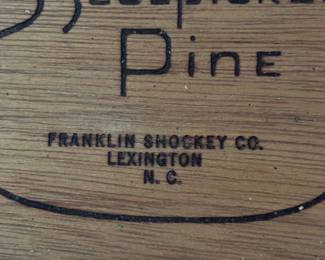 Pine
FRANKLIN SHOCKEY CO.
LEXINGTON
N. C.